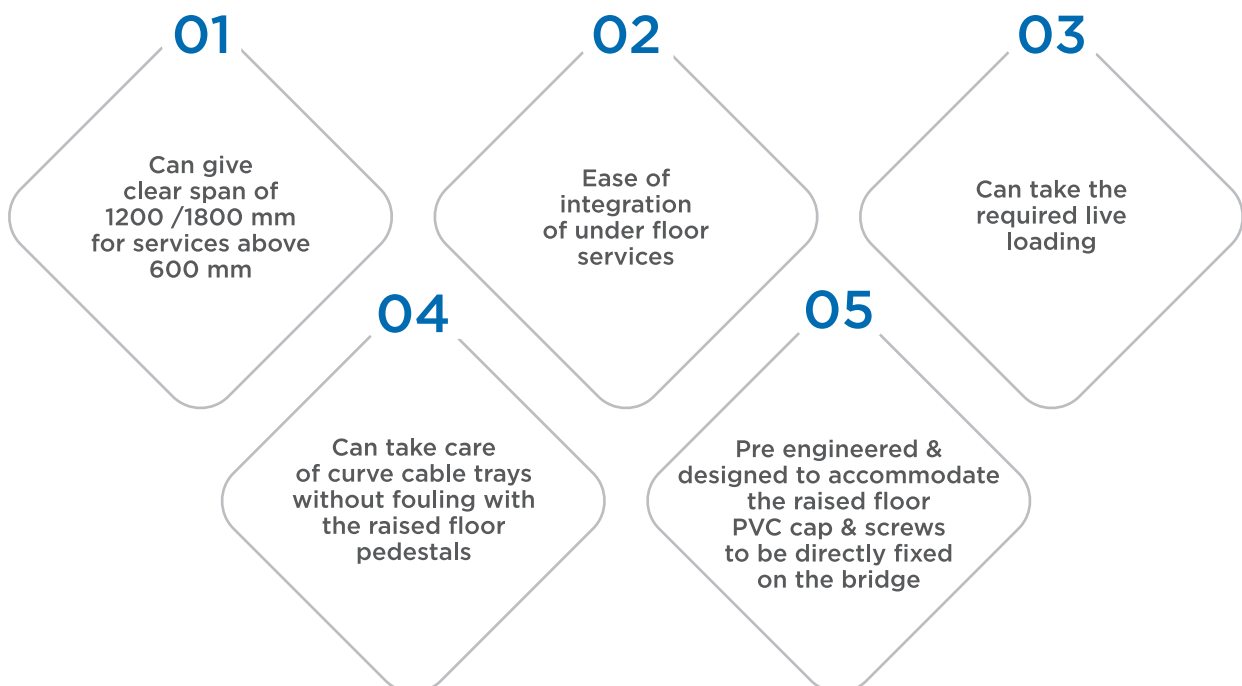 01
Can give
clear span of
1200 /1800 mm
for services above
600 mm
02
Ease of
integration
of under floor
services
03
Can take the
required live
loading
04
Can take care
of curve cable trays
without fouling with
the raised floor
pedestals
05
Pre engineered &
designed to accommodate
the raised floor
PVC cap & screws
to be directly fixed
on the bridge